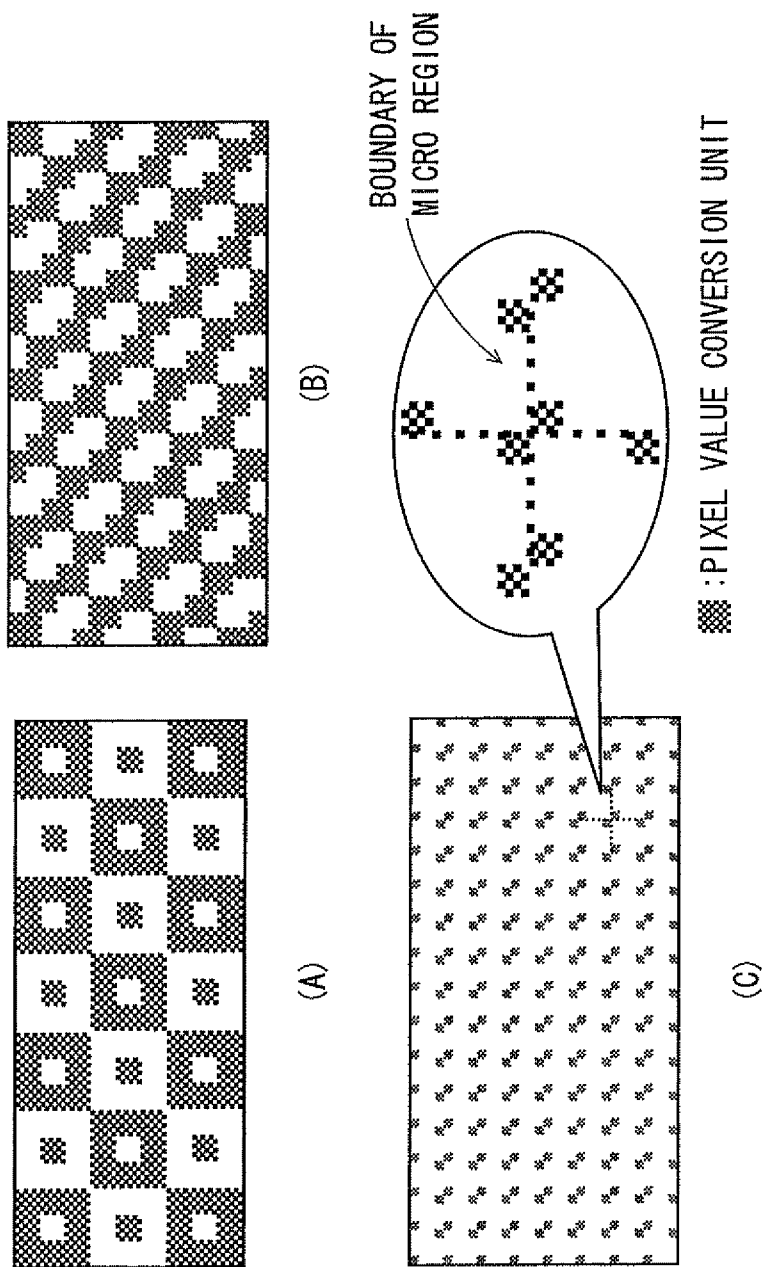 (A)
(B)
BOUNDARY OF
MICRO REGION
(C)
:PIXEL VALUE CONVERSION UNIT